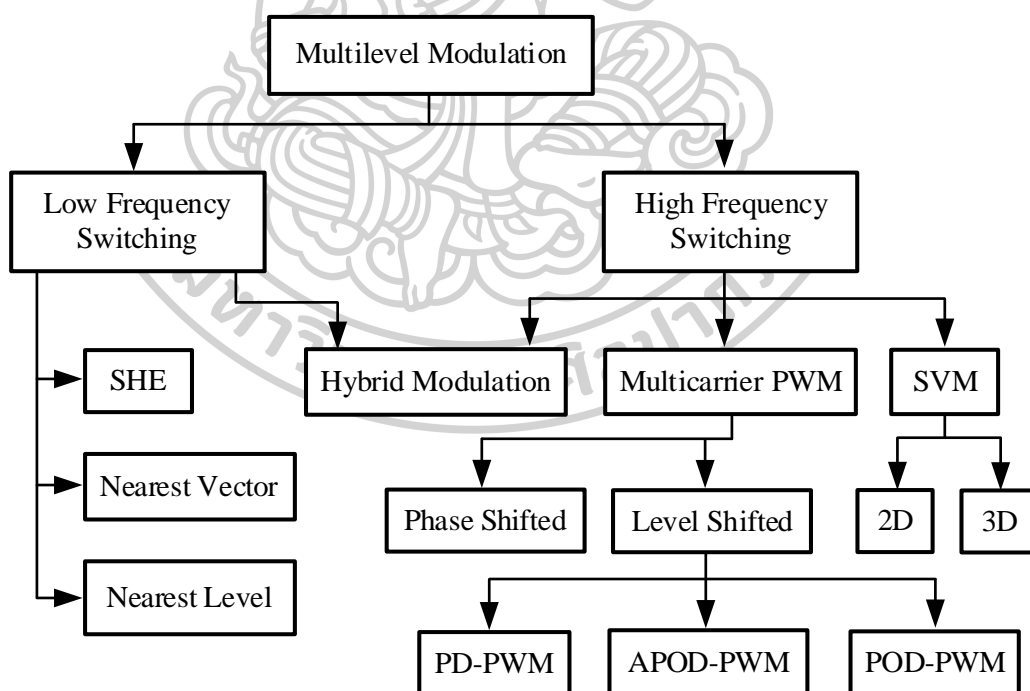 Multilevel Modulation
Low Frequency
Switching
High Frequency
Switching
SHE
Hybrid Modulation
Multicarrier PWM
SVM
Nearest Vector
Phase Shifted
Level Shifted
2D
3D
Nearest Level
PD-PWM
APOD-PWM
POD-PWM